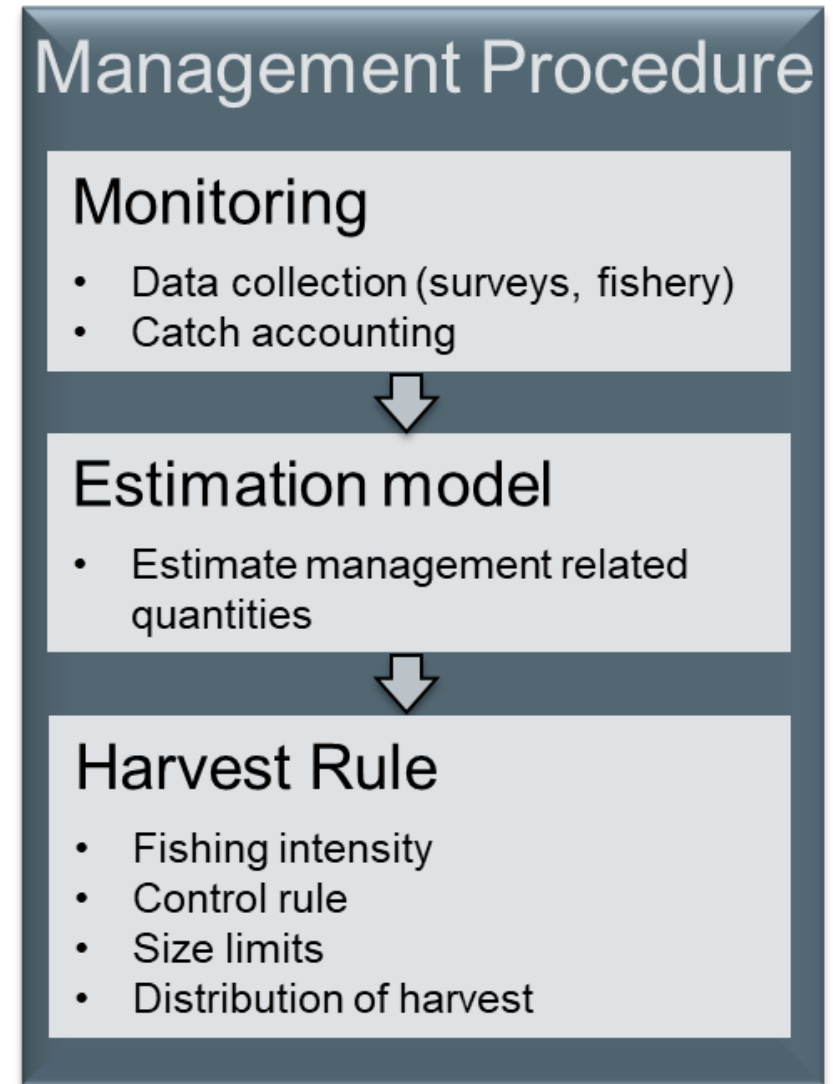 Management Procedure
Monitoring
• Data collection (surveys, fishery)
• Catch accounting
Estimation model
• Estimate management related
quantities
Harvest Rule
• Fishing intensity
• Control rule
• Size limits
• Distribution of harvest